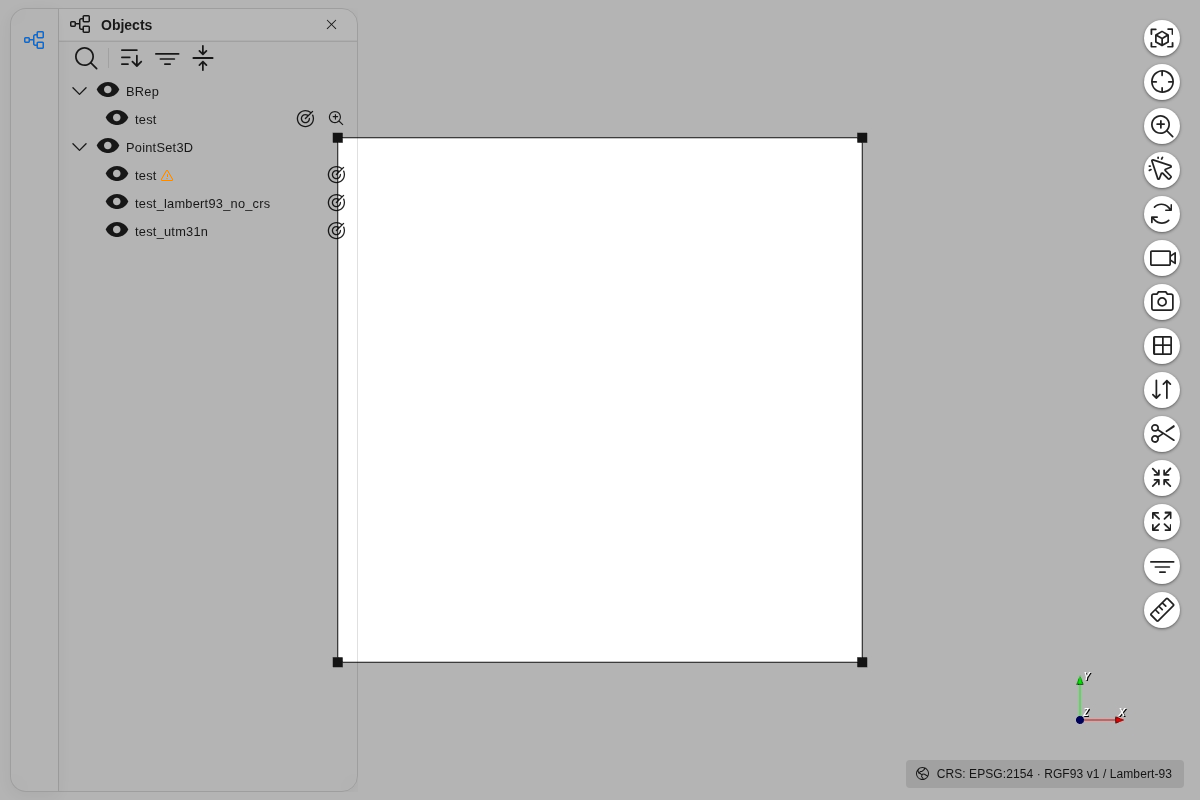 Objects
BRep
test
PointSet3D
test
test_lambert93_no_crs
test_utm31n
Y
Z
X
CRS: EPSG:2154 · RGF93 v1 / Lambert-93